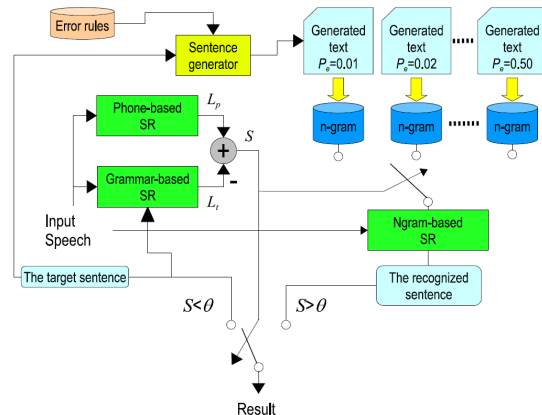 Error rules
Sentence
generator
Generated
text
Pe=0.01
Generated
text
Pe=0.02
Generated
text
Pe=0.50
n-gram
n-gram
n-gram
Phone-based
SR
Lp
S
+
-
Grammar-based
SR
Lt
Input
Speech
Ngram-based
SR
The target sentence
The recognized
sentence
S<θ
S>θ
Result